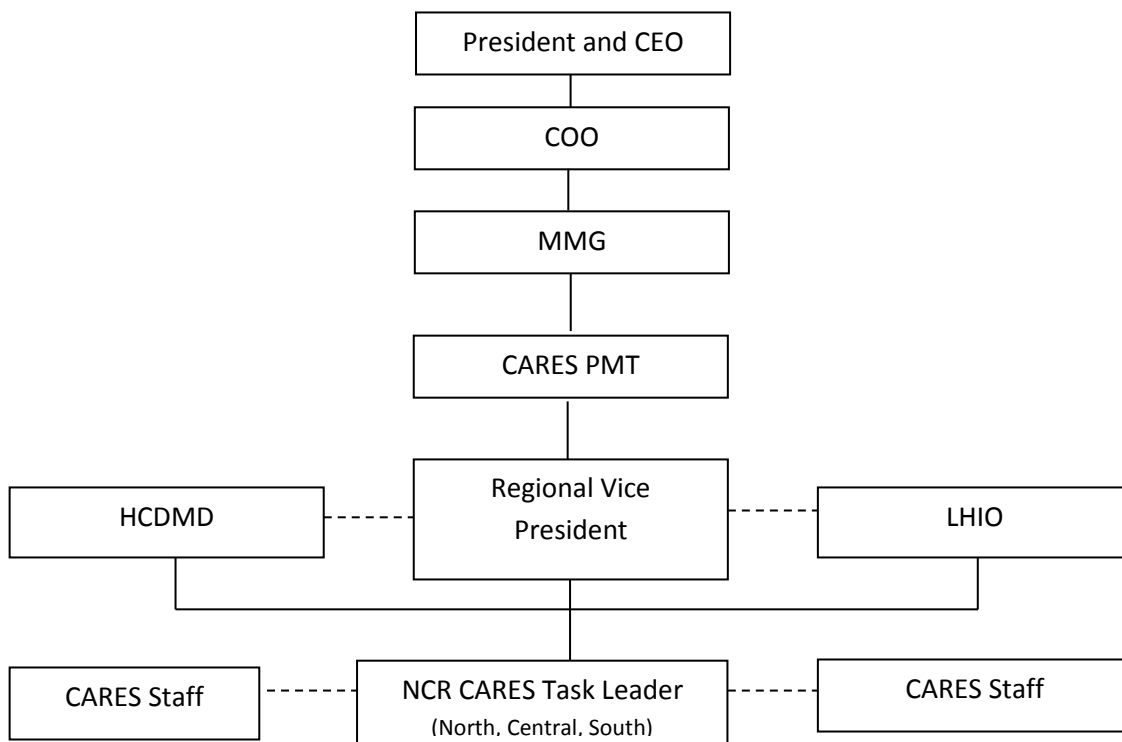 President and CEO
COO
MMG
CARES PMT
Regional Vice
President
HCDMD
LHIO
CARES Staff
NCR CARES Task Leader
(North, Central, South)
CARES Staff